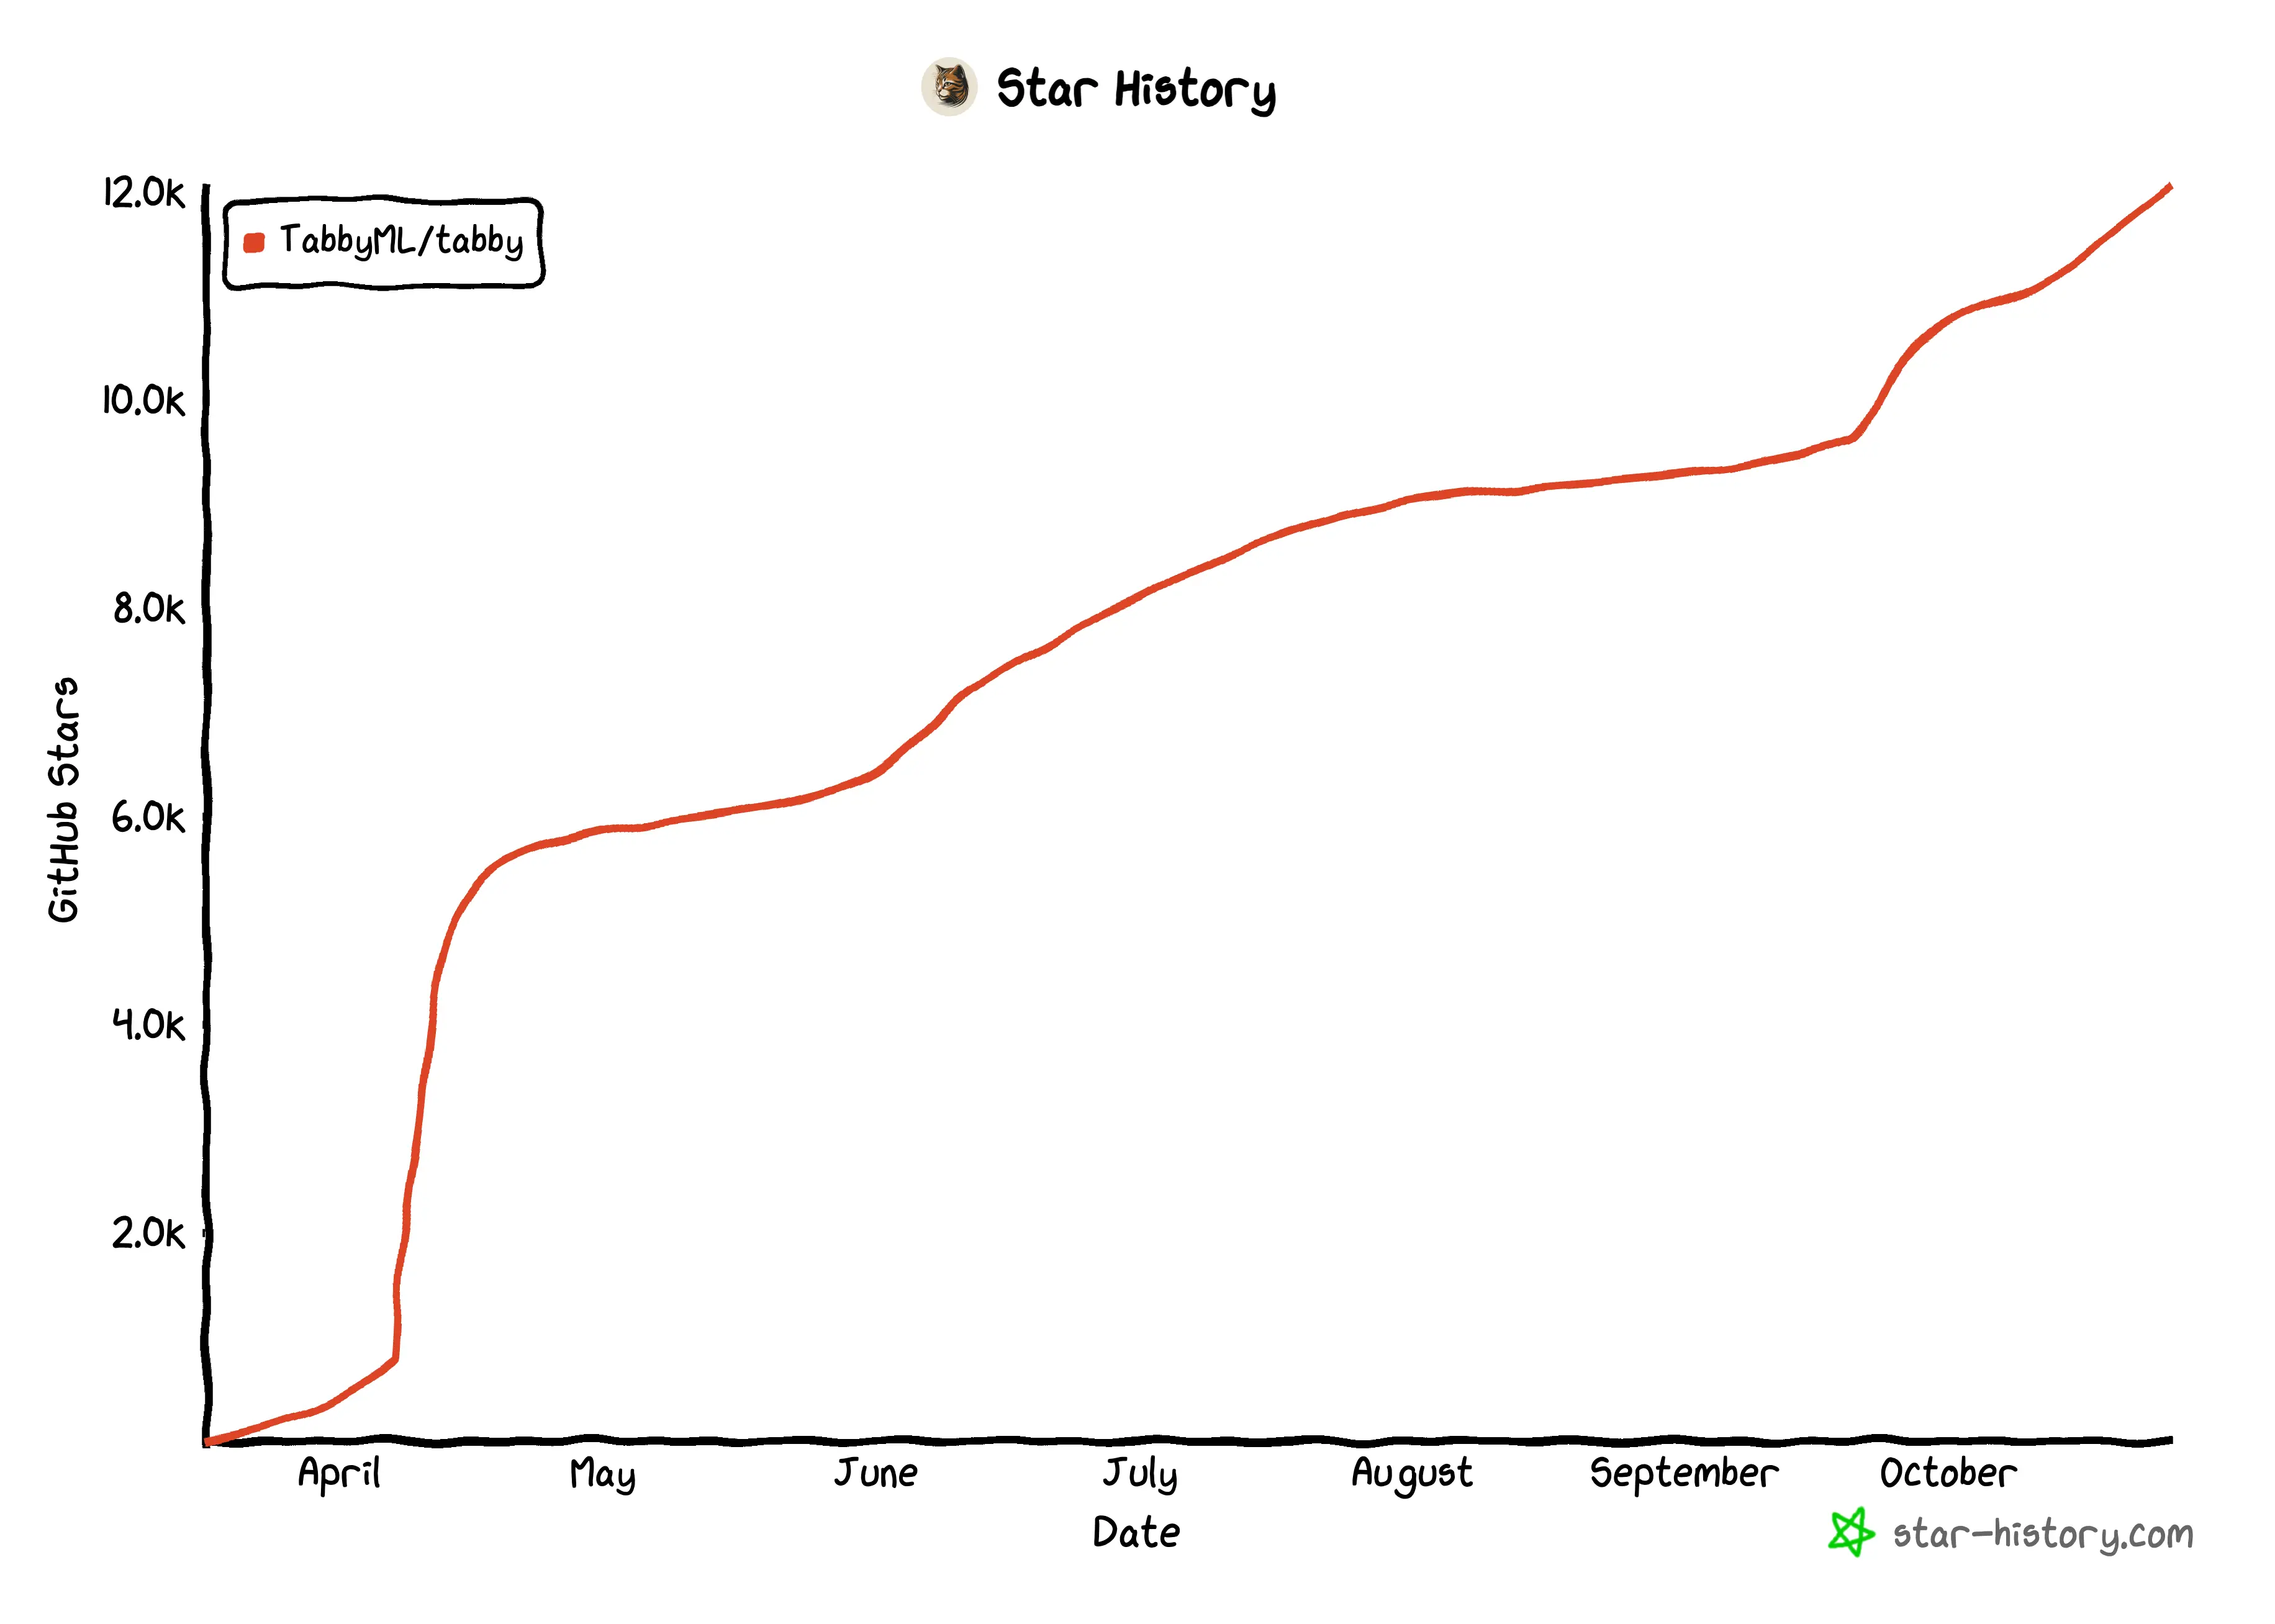 Star History
TabbyML/tabby
12.0K
10.0K
8.0K
6.0K
4.0K
2.0K
GitHub Stars
April May June July August September October
Date
star-history.com